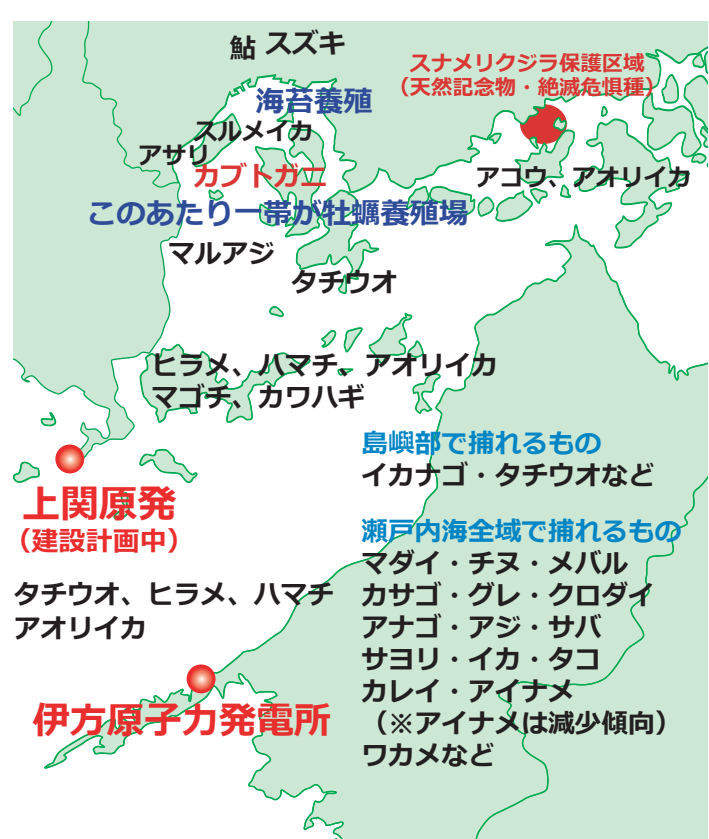 鮎 スズキ
スナメリクジラ保護区域
（天然記念物・絶滅危惧種）
海苔養殖
スルメイカ
アサリ
カブトガニ
アコウ、アオリイカ
このあたり一帯が牡蠣養殖場
マルアジ
タチウオ
ヒラメ、ハマチ、アオリイカ
マゴチ、カワハギ
島嶼部で捕れるもの
イカナゴ・タチウオなど
上関原発
（建設計画中）
瀬戸内海全域で捕れるもの
マダイ・チヌ・メバル
カサゴ・グレ・クロダイ
アナゴ・アジ・サバ
サヨリ・イカ・タコ
カレイ・アイナメ
（※アイナメは減少傾向）
ワカメなど
タチウオ、ヒラメ、ハマチ
アオリイカ
伊方原子力発電所